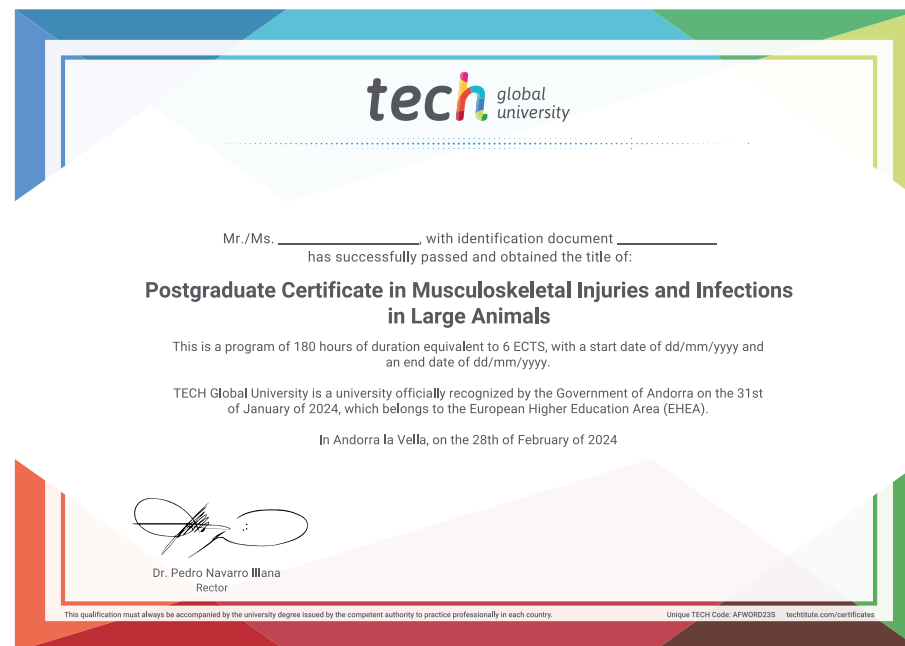 tech global university
Mr./Ms. ____________________, with identification document ______________
has successfully passed and obtained the title of:
Postgraduate Certificate in Musculoskeletal Injuries and Infections
in Large Animals
This is a program of 180 hours of duration equivalent to 6 ECTS, with a start date of dd/mm/yyyy and
an end date of dd/mm/yyyy.
TECH Global University is a university officially recognized by the Government of Andorra on the 31st
of January of 2024, which belongs to the European Higher Education Area (EHEA).
In Andorra la Vella, on the 28th of February of 2024
Dr. Pedro Navarro Illana
Rector
This qualification must always be accompanied by the university degree issued by the competent authority to practice professionally in each country. Unique TECH Code: AFWORD23S techtitute.com/certificates